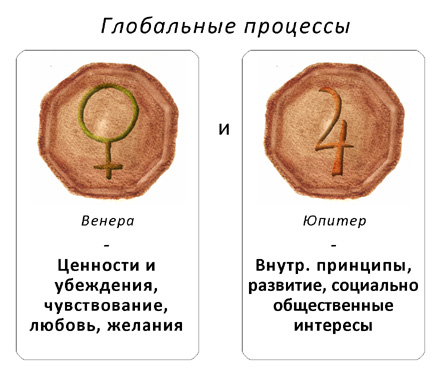 Глобальные процессы
и
Венера
-
Ценности и
убеждения,
чувствование,
любовь, желания
Юпитер
-
Внутр. принципы,
развитие, социально
общественные
интересы